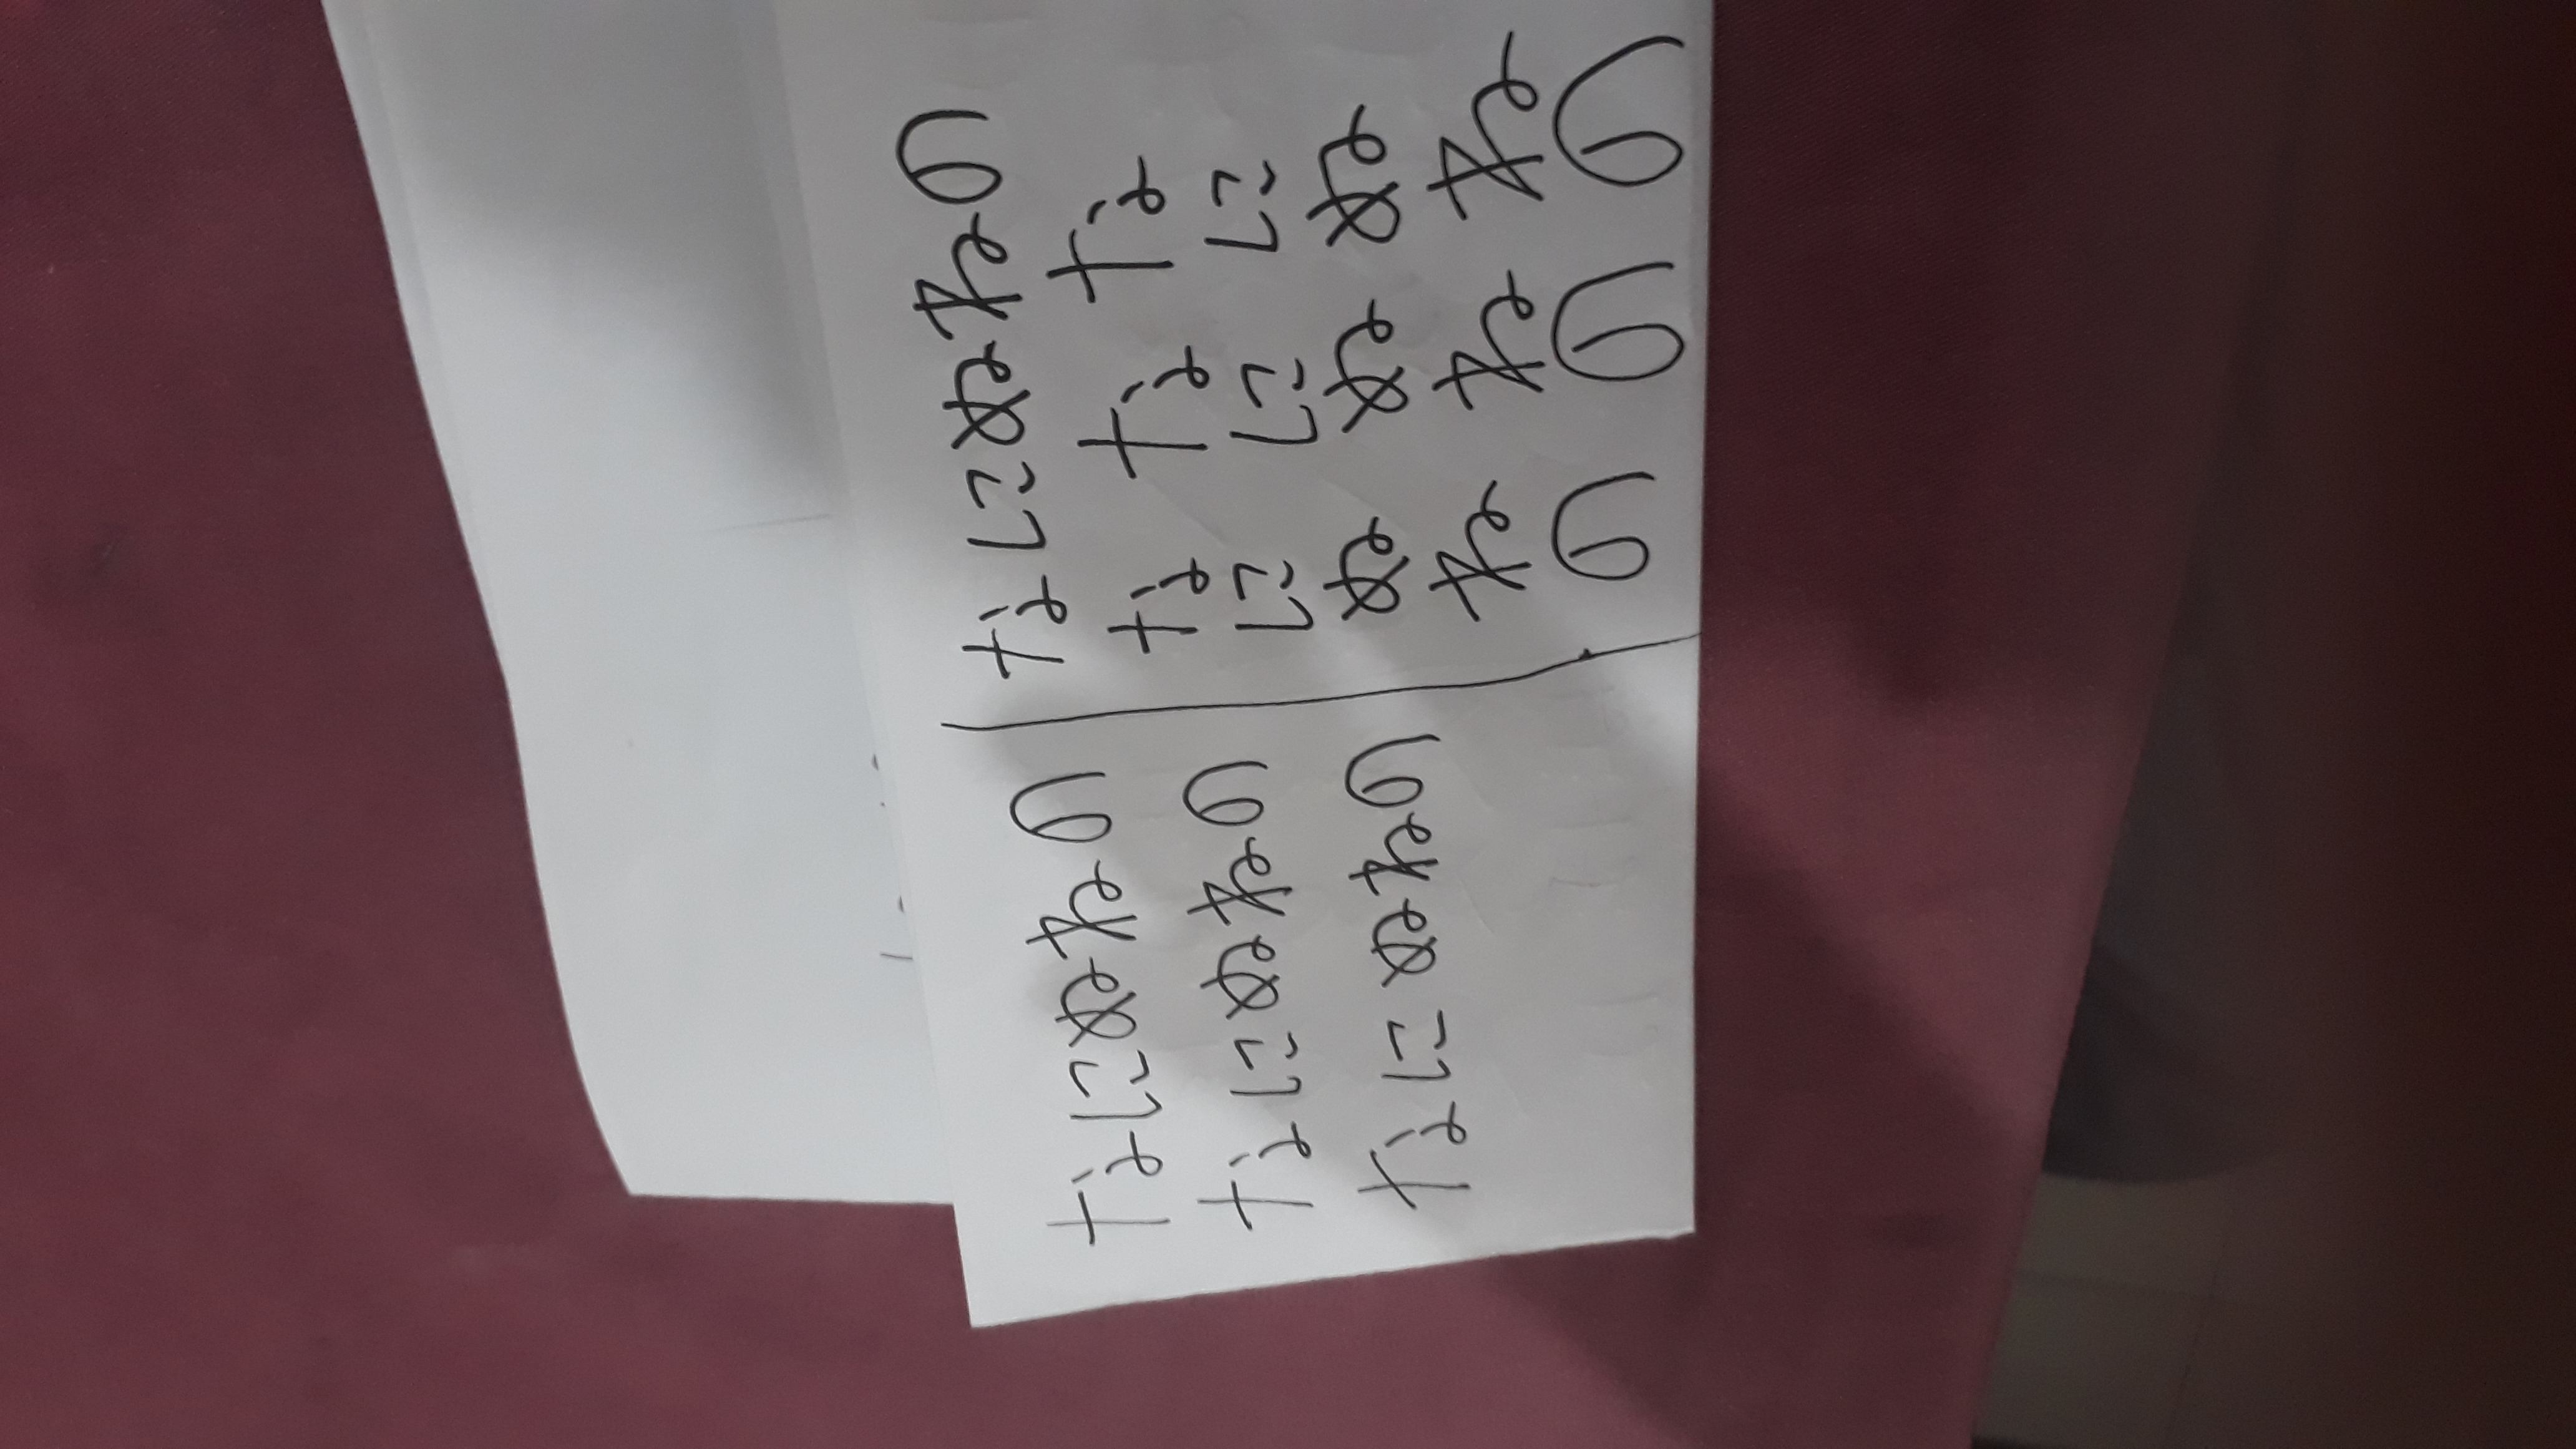 なにぬねの
なにぬねの
なにぬねの
なにぬねの
な な な
に に に
ぬ ぬ ぬ
ね ね ね
の の の